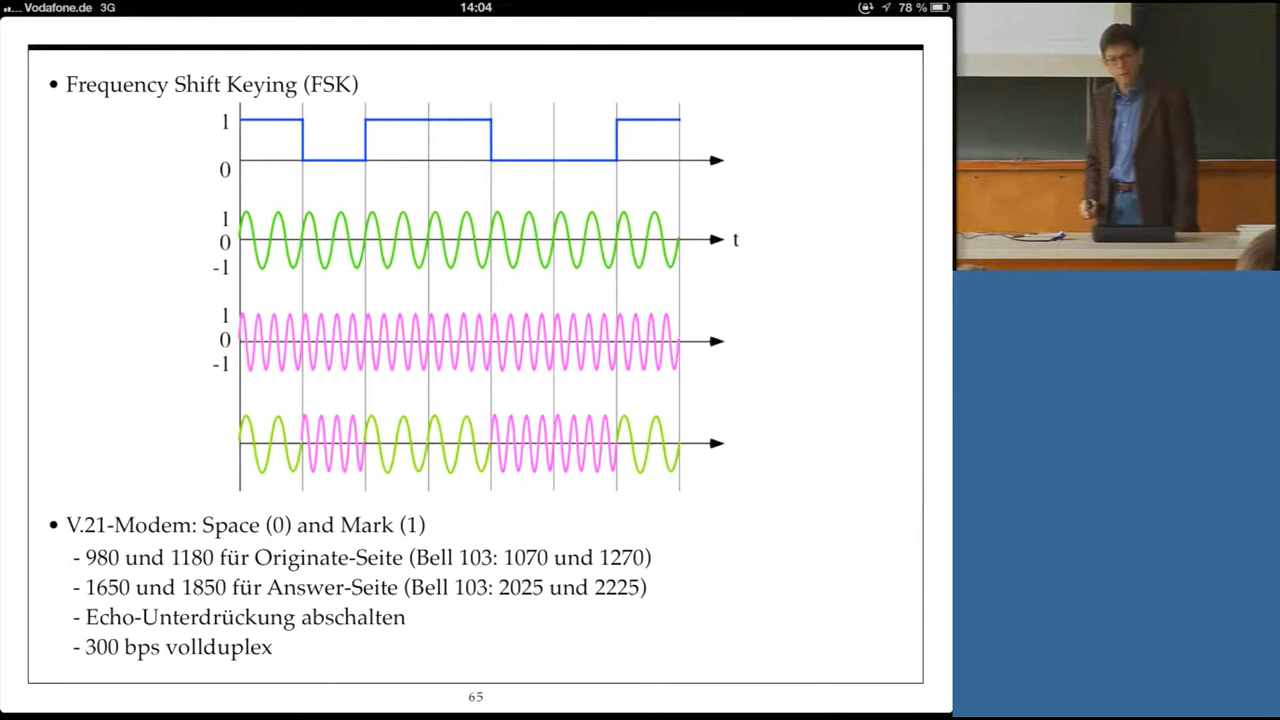 Vodafone.de 3G 14:04 78 %
• Frequency Shift Keying (FSK)
1
0
1
0
-1
t
1
0
-1
• V.21-Modem: Space (0) and Mark (1)
- 980 und 1180 für Originate-Seite (Bell 103: 1070 und 1270)
- 1650 und 1850 für Answer-Seite (Bell 103: 2025 und 2225)
- Echo-Unterdrückung abschalten
- 300 bps vollduplex
65